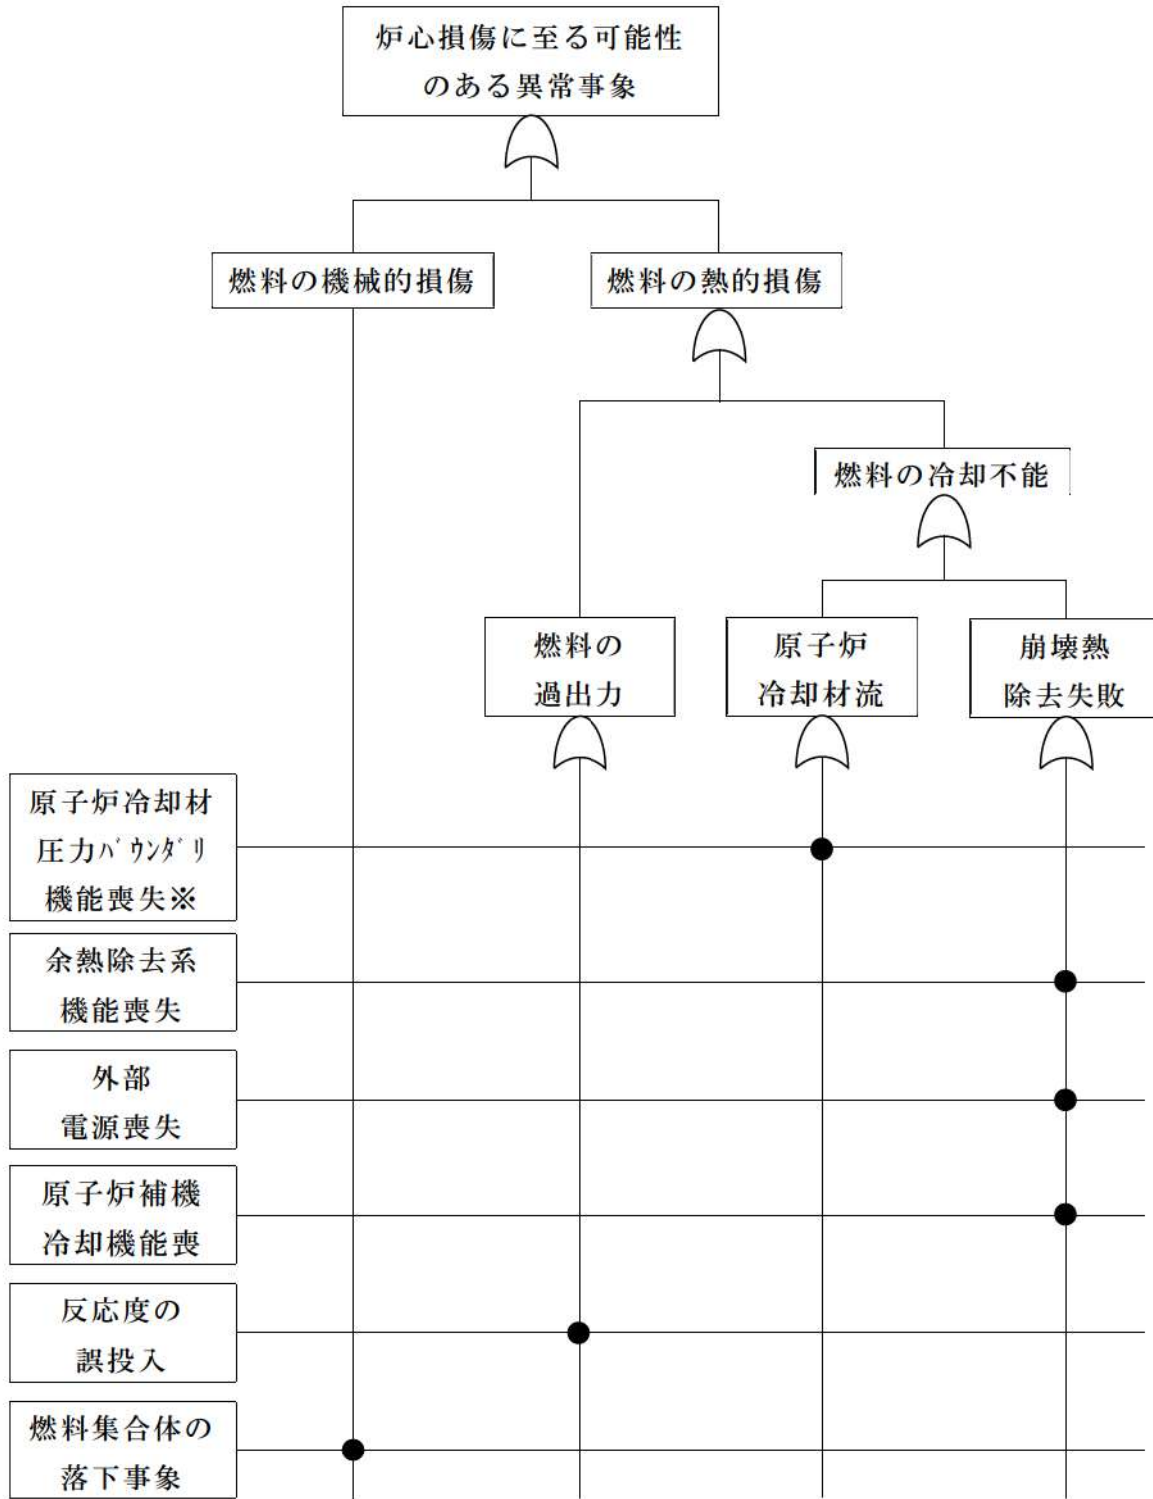 炉心損傷に至る可能性
のある異常事象
燃料の機械的損傷
燃料の熱的損傷
燃料の冷却不能
燃料の
過出力
原子炉
冷却材流
崩壊熱
除去失敗
原子炉冷却材
圧力ﾊﾞｳﾝﾀﾞﾘ
機能喪失※
余熱除去系
機能喪失
外部
電源喪失
原子炉補機
冷却機能喪
反応度の
誤投入
燃料集合体の
落下事象